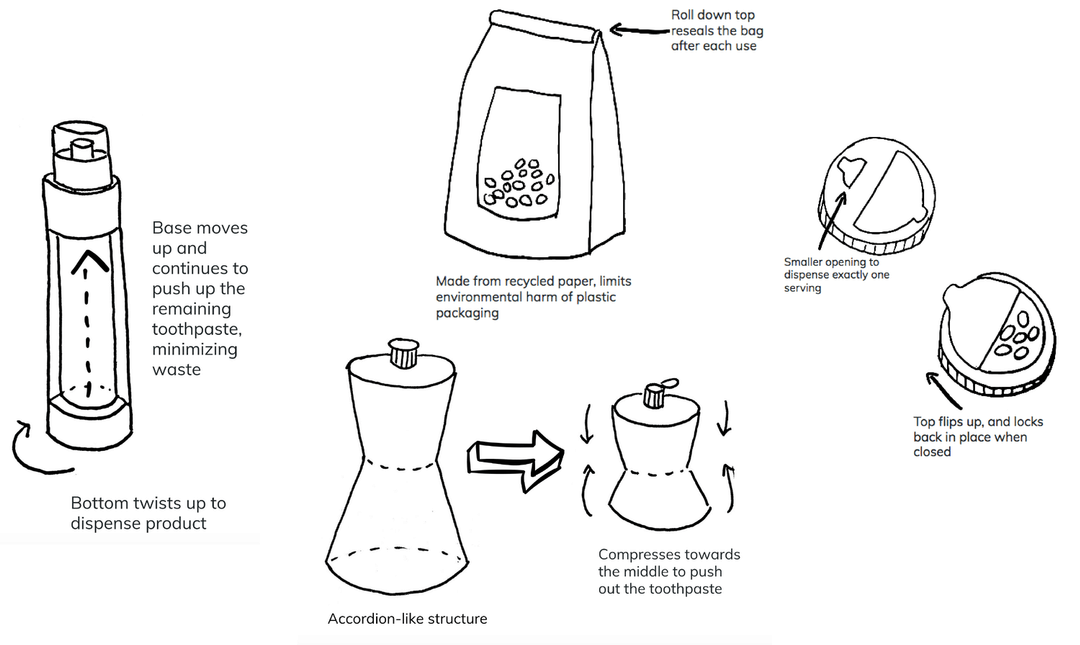 Roll down top
reseals the bag
after each use
Base moves
up and
continues to
push up the
remaining
toothpaste,
minimizing
waste
Smaller opening to
dispense exactly one
serving
Made from recycled paper, limits
environmental harm of plastic
packaging
Top flips up, and locks
back in place when
closed
Bottom twists up to
dispense product
Compresses towards
the middle to push
out the toothpaste
Accordion-like structure